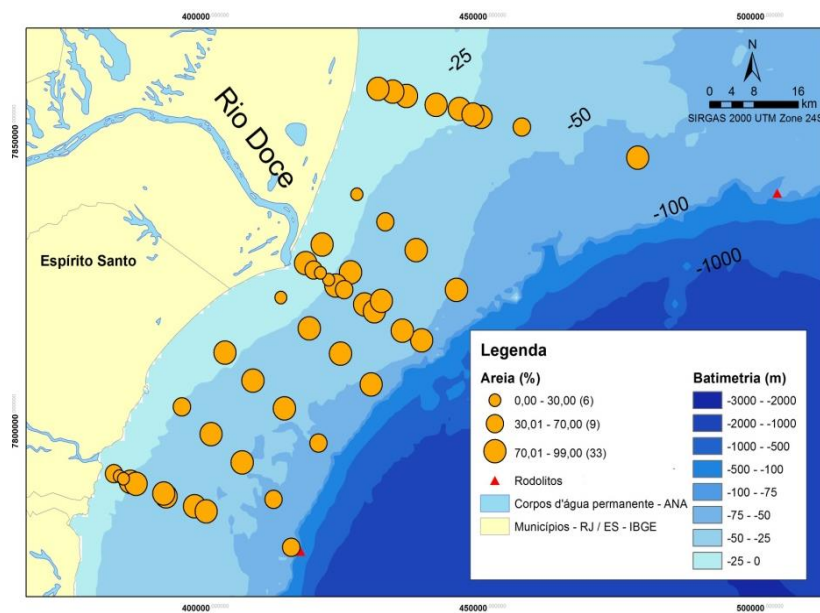 400000
450000
500000
N
0 4 8 16
km
SIRGAS 2000 UTM Zone 24S
-25
-50
-100
-1000
Rio Doce
Espírito Santo
7850000
7800000
Legenda
Areia (%)
0,00 - 30,00 (6)
30,01 - 70,00 (9)
70,01 - 99,00 (33)
Rodolitos
Corpos d'água permanente - ANA
Municípios - RJ / ES - IBGE
Batimetria (m)
-3000 - -2000
-2000 - -1000
-1000 - -500
-500 - -100
-100 - -75
-75 - -50
-50 - -25
-25 - 0
400000
450000
500000